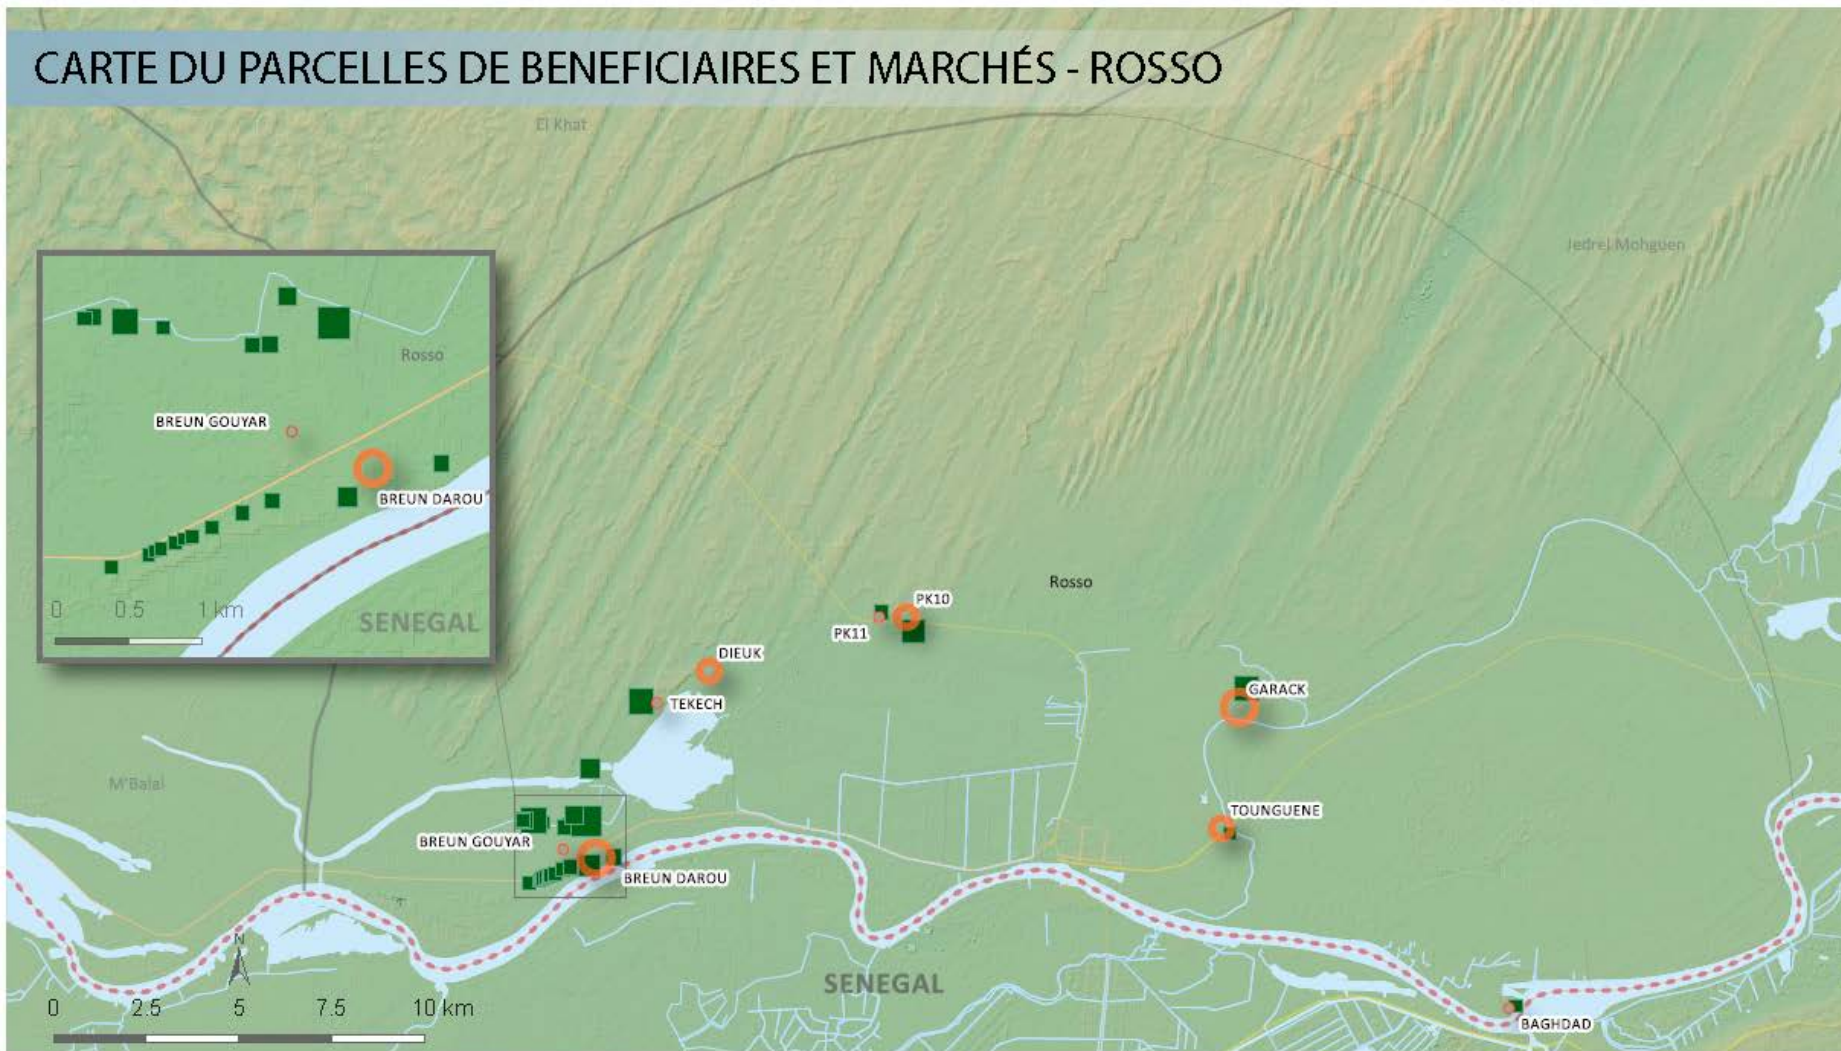 CARTE DU PARCELLES DE BENEFICIAIRES ET MARCHÉS - ROSSO
El Khat
Jedrel Mohguen
Rosso
BREUN GOUYAR
BREUN DAROU
0 0.5 1 km
SENEGAL
Rosso
PK10
PK11
DIEUK
TEKECH
GARACK
M'Balal
TOUNGUENE
BREUN GOUYAR
BREUN DAROU
N
SENEGAL
0 2.5 5 7.5 10 km
BAGHDAD